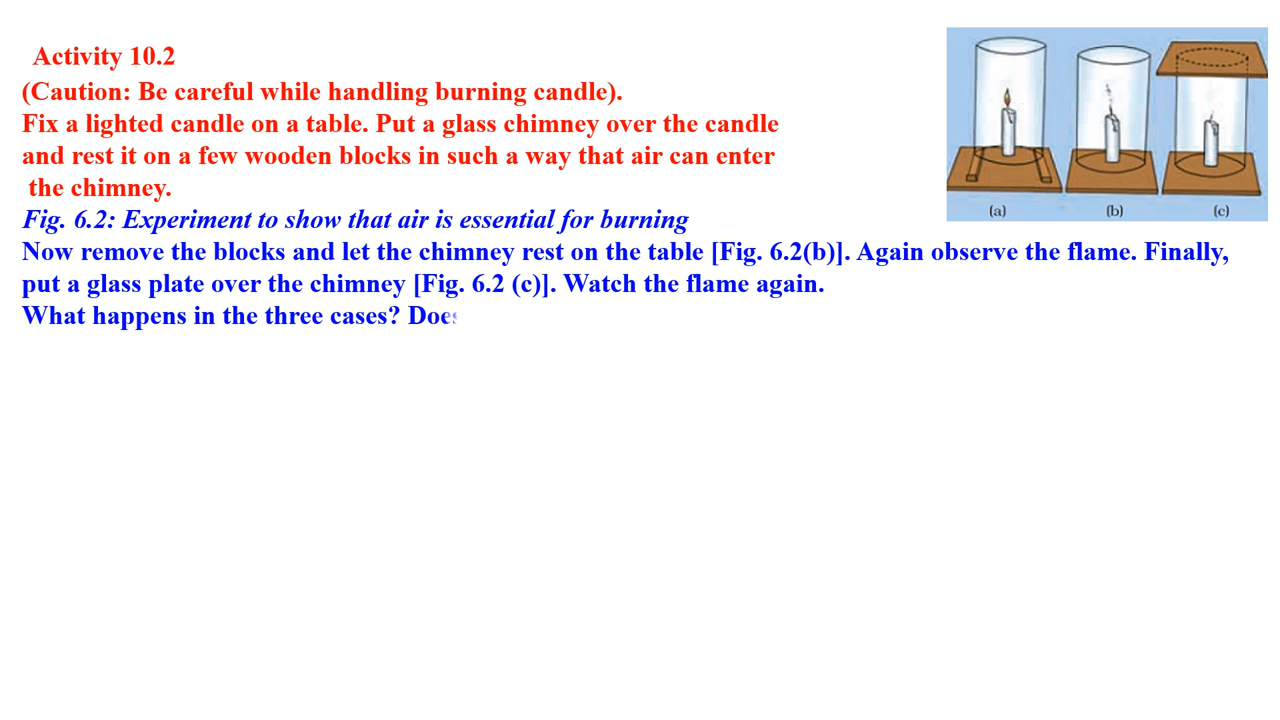 Activity 10.2
(Caution: Be careful while handling burning candle).
Fix a lighted candle on a table. Put a glass chimney over the candle
and rest it on a few wooden blocks in such a way that air can enter
the chimney.
Fig. 6.2: Experiment to show that air is essential for burning
Now remove the blocks and let the chimney rest on the table [Fig. 6.2(b)]. Again observe the flame. Finally,
put a glass plate over the chimney [Fig. 6.2 (c)]. Watch the flame again.
What happens in the three cases? Does
(a) (b) (c)